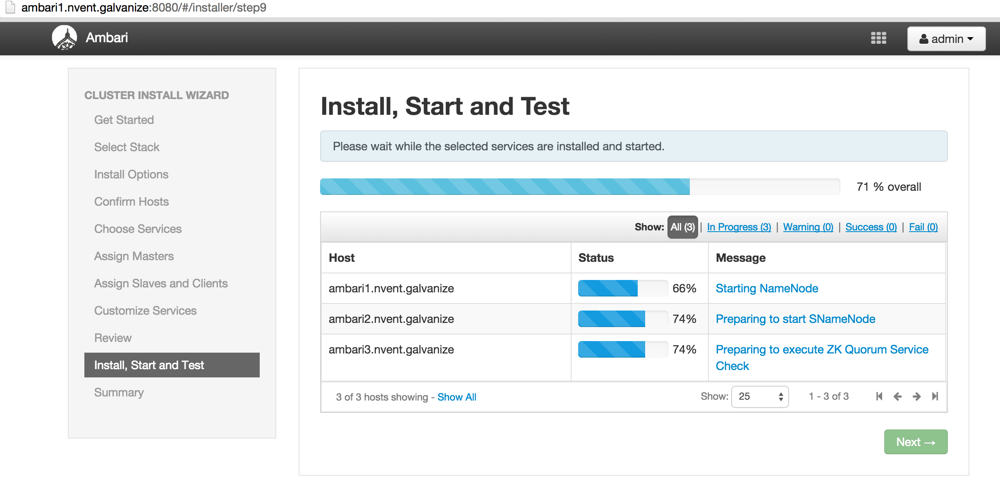 ambari1.nvent.galvanize:8080/#/installer/step9
Ambari
admin
CLUSTER INSTALL WIZARD
Get Started
Select Stack
Install Options
Confirm Hosts
Choose Services
Assign Masters
Assign Slaves and Clients
Customize Services
Review
Install, Start and Test
Summary
Install, Start and Test
Please wait while the selected services are installed and started.
71 % overall
Show: All (3) | In Progress (3) | Warning (0) | Success (0) | Fail (0)
Host Status Message
ambari1.nvent.galvanize 66% Starting NameNode
ambari2.nvent.galvanize 74% Preparing to start SNameNode
ambari3.nvent.galvanize 74% Preparing to execute ZK Quorum Service
Check
3 of 3 hosts showing - Show All Show: 25 1 - 3 of 3
Next →